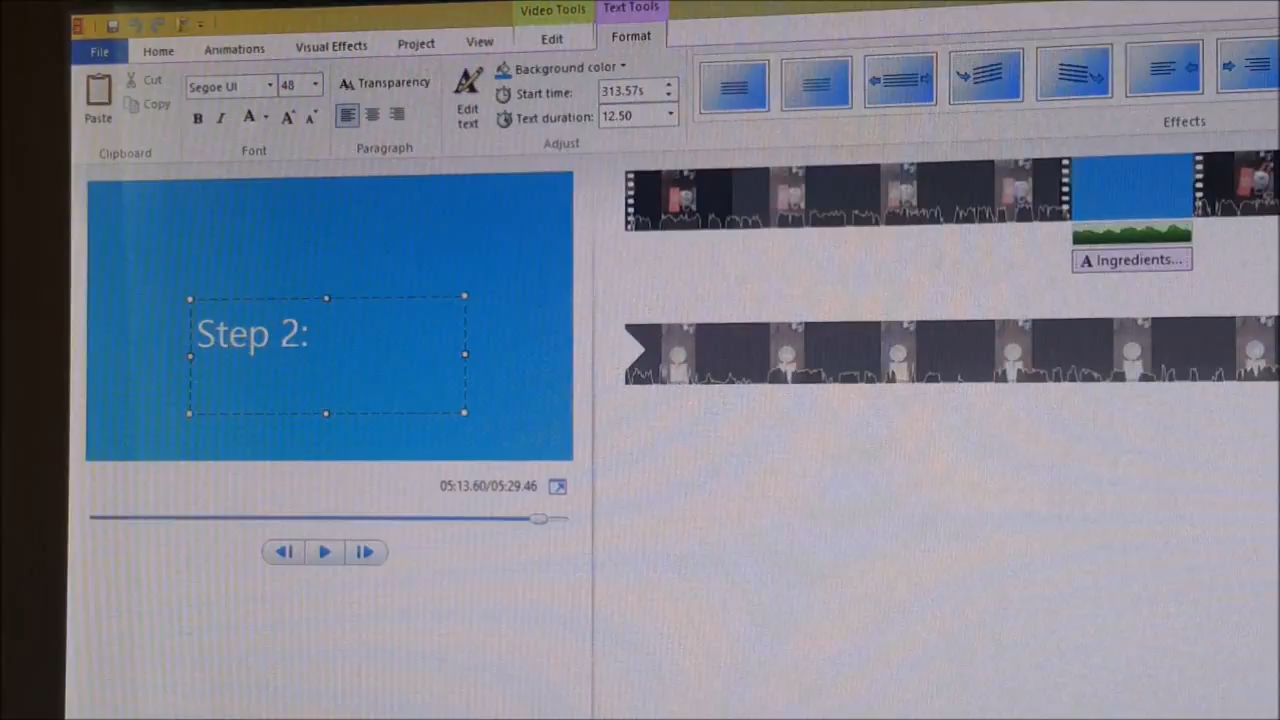 Video Tools Text Tools
File Home Animations Visual Effects Project View Edit Format
Paste
Cut
Copy
Clipboard
Segoe UI 48
B I A A A
Font
AA Transparency
Paragraph
Edit text
Background color
Start time: 313.57s
Text duration: 12.50
Adjust
Effects
A Ingredients...
Step 2:
05:13.60/05:29.46